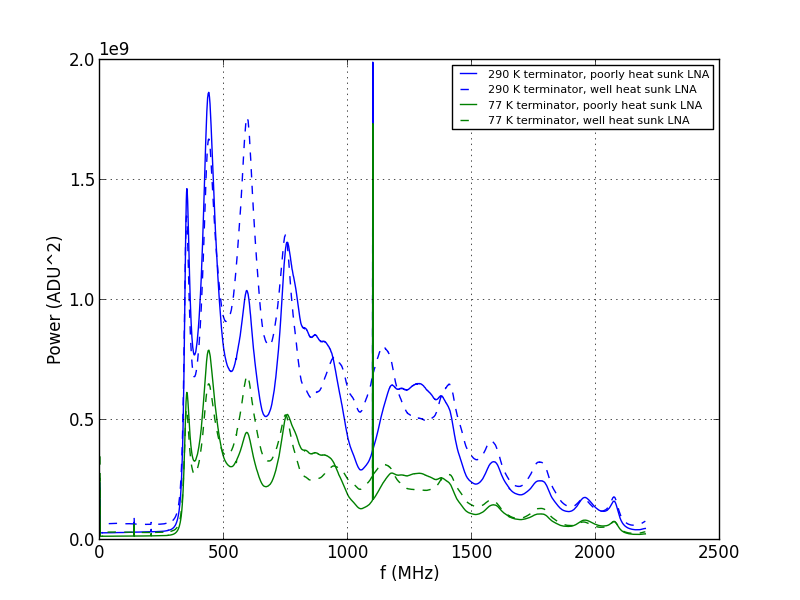 1e9
2.0
1.5
1.0
0.5
0.0
Power (ADU^2)
290 K terminator, poorly heat sunk LNA
290 K terminator, well heat sunk LNA
77 K terminator, poorly heat sunk LNA
77 K terminator, well heat sunk LNA
0 500 1000 1500 2000 2500
f (MHz)